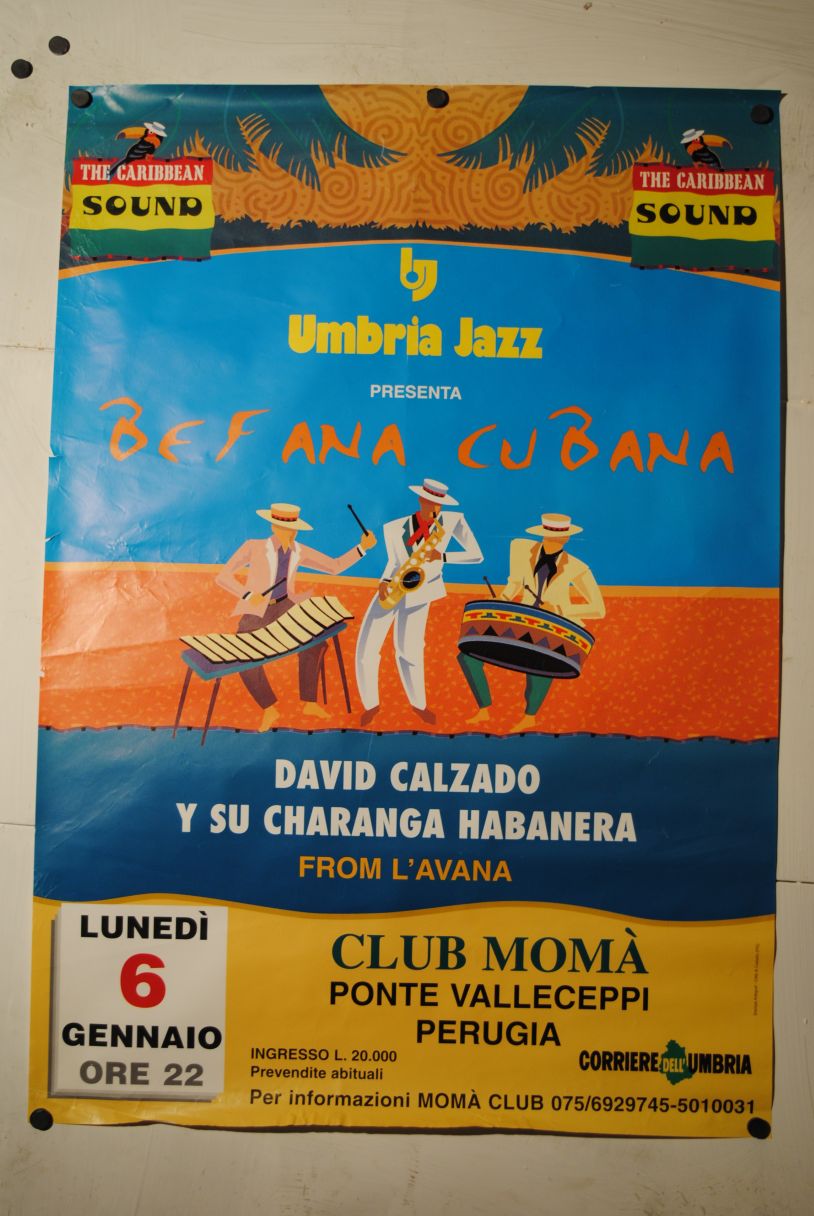 THE CARIBBEAN
SOUND
THE CARIBBEAN
SOUND
Umbria Jazz
PRESENTA
BEFANA CUBANA
DAVID CALZADO
Y SU CHARANGA HABANERA
FROM L'AVANA
LUNEDÌ
6
GENNAIO
ORE 22
CLUB MOMÀ
PONTE VALLECEPPI
PERUGIA
INGRESSO L. 20.000
Prevendite abituali
CORRIERE DELL'UMBRIA
Per informazioni MOMÀ CLUB 075/6929745-5010031